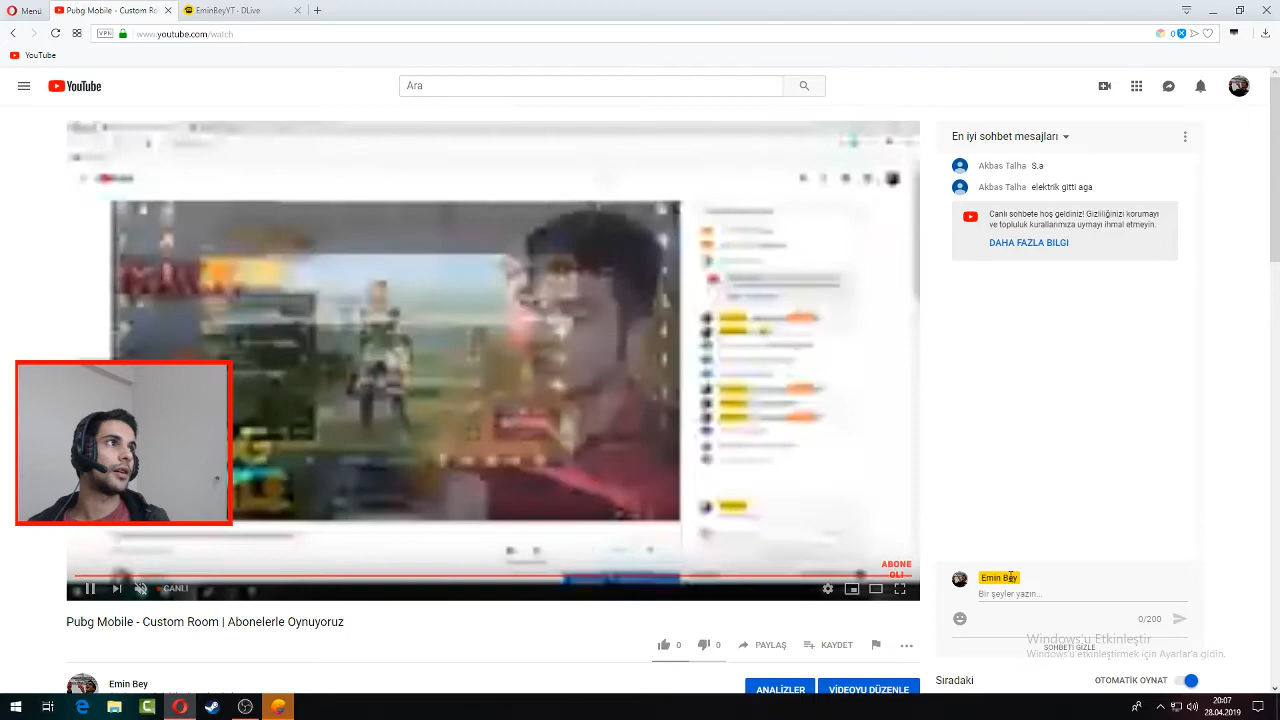 Menü
Pubg Mobile - Custom Ro
EminBeyYT - DLive
VPN
www.youtube.com/watch
0
YouTube
YouTube
Ara
En iyi sohbet mesajları
Akbas Talha S.a
Akbas Talha elektrik gitti aga
Canlı sohbete hoş geldiniz! Gizliliğinizi korumayı
ve topluluk kurallarımıza uymayı ihmal etmeyin.
DAHA FAZLA BILGI
ABONE
OL!
CANLI
Emin Bey
Bir şeyler yazın...
0/200
Pubg Mobile - Custom Room | Abonelerle Oynuyoruz
0
0
PAYLAŞ
KAYDET
Windows'u Etkinleştir
SOHBETİ GİZLE
Windows'u etkinleştirmek için Ayarlar'a gidin.
Emin Bey
ANALİZLER
VİDEOYU DÜZENLE
Sıradaki
OTOMATİK OYNAT
20:07
28.04.2019